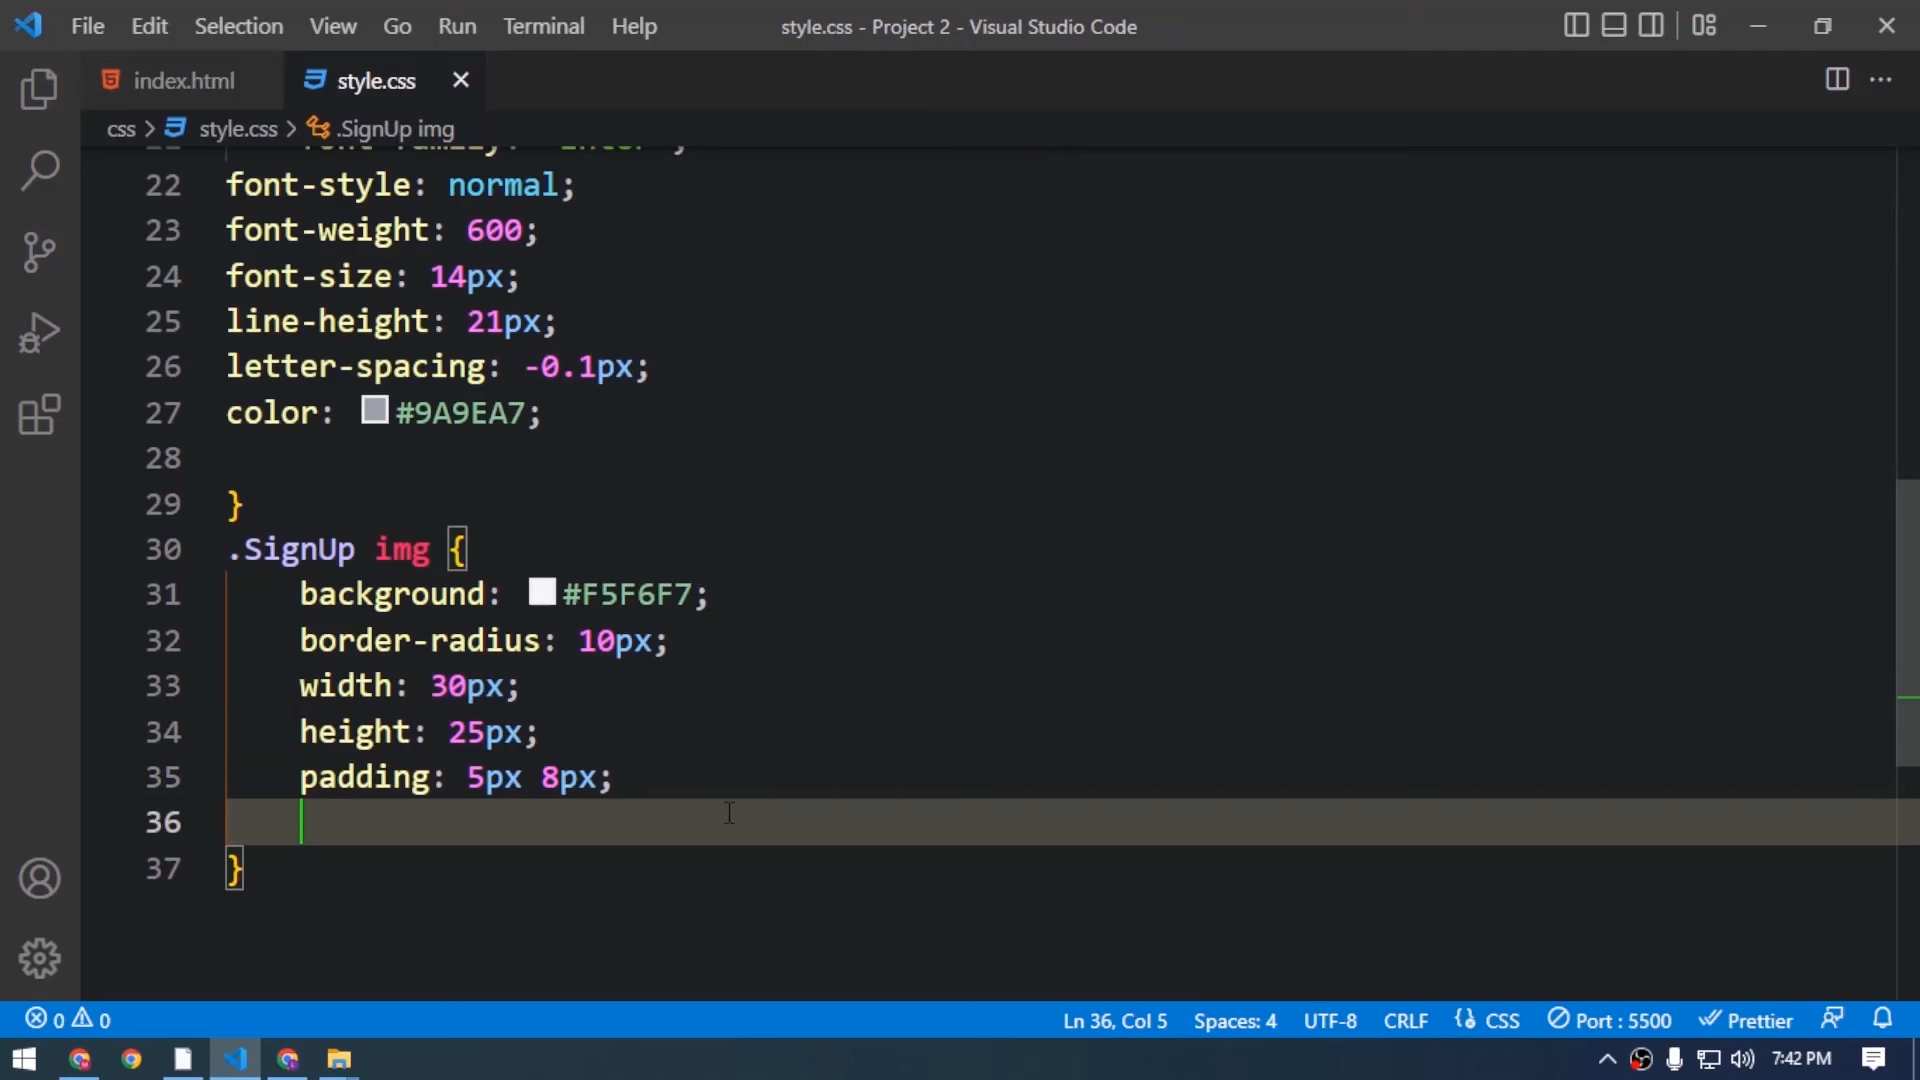 File Edit Selection View Go Run Terminal Help
style.css - Project 2 - Visual Studio Code
index.html
style.css
css > style.css > .SignUp img
22 font-style: normal;
23 font-weight: 600;
24 font-size: 14px;
25 line-height: 21px;
26 letter-spacing: -0.1px;
27 color: #9A9EA7;
28
29 }
30 .SignUp img {
31 background: #F5F6F7;
32 border-radius: 10px;
33 width: 30px;
34 height: 25px;
35 padding: 5px 8px;
36
37 }
0 0
Ln 36, Col 5 Spaces: 4 UTF-8 CRLF CSS Port : 5500 Prettier
7:42 PM